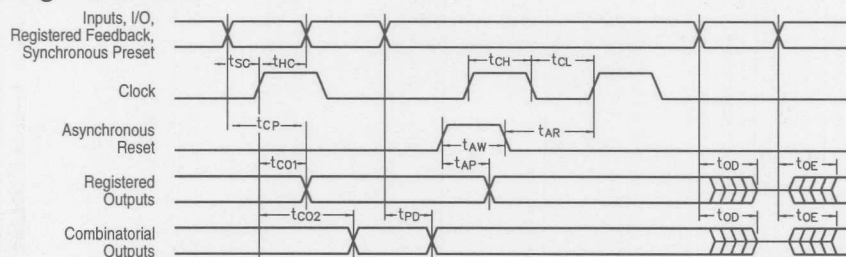 Inputs, I/O,
Registered Feedback,
Synchronous Preset
tSC
tHC
tCH
tCL
Clock
tCP
Asynchronous
Reset
tAW
tAR
tCO1
tAP
tOD
tOE
Registered
Outputs
tCO2
tPD
tOD
tOE
Combinatorial
Outputs